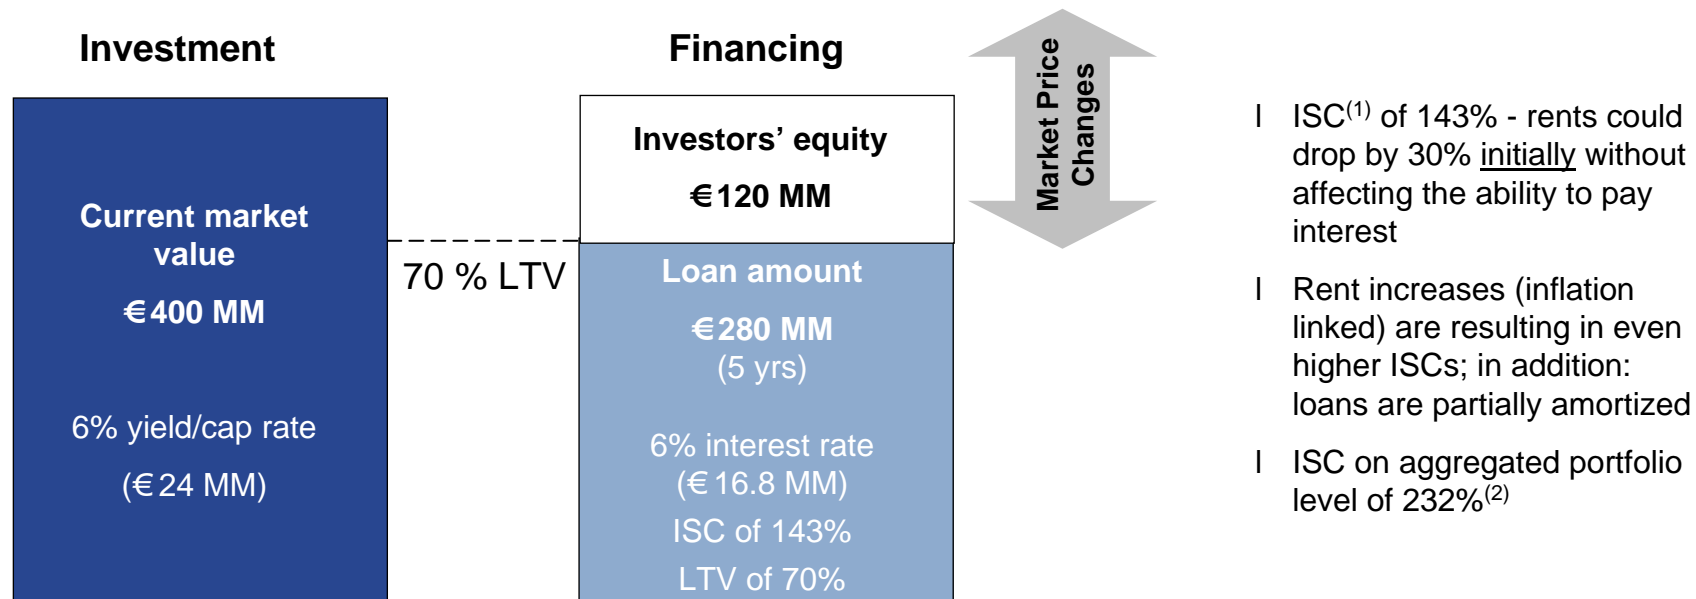 Investment
Current market
value
€400 MM
6% yield/cap rate
(€24 MM)
70 % LTV
Financing
Investors’ equity
€120 MM
Loan amount
€280 MM
(5 yrs)
6% interest rate
(€16.8 MM)
ISC of 143%
LTV of 70%
Market Price
Changes
l ISC(1) of 143% - rents could
drop by 30% initially without
affecting the ability to pay
interest
l Rent increases (inflation
linked) are resulting in even
higher ISCs; in addition:
loans are partially amortized
l ISC on aggregated portfolio
level of 232%(2)